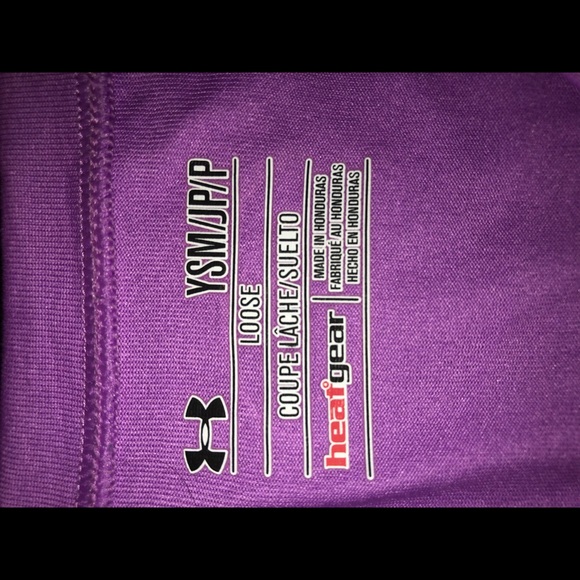 YSM/JP/P
LOOSE
COUPE LÂCHE/SUELTO
heatgear
MADE IN HONDURAS
FABRIQUÉ AU HONDURAS
HECHO EN HONDURAS